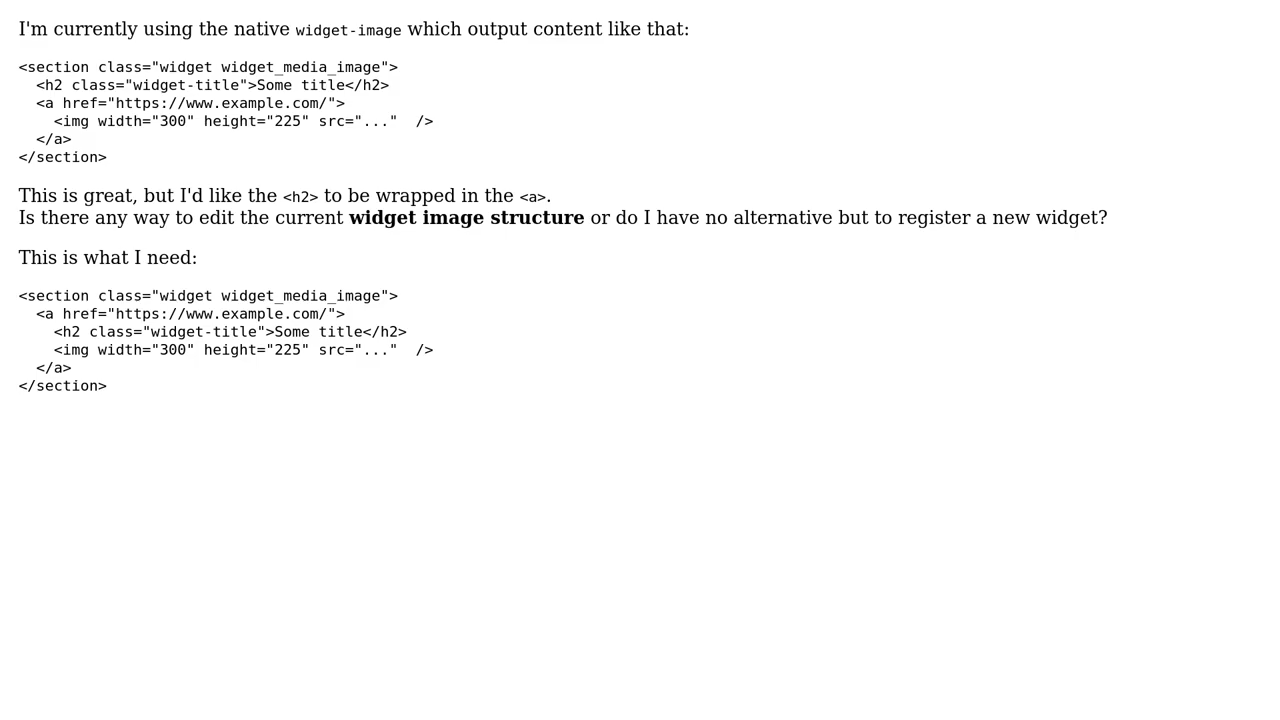 I'm currently using the native widget-image which output content like that:
<section class="widget widget_media_image">
  <h2 class="widget-title">Some title</h2>
  <a href="https://www.example.com/">
    <img width="300" height="225" src="..."  />
  </a>
</section>
This is great, but I'd like the <h2> to be wrapped in the <a>.
Is there any way to edit the current widget image structure or do I have no alternative but to register a new widget?
This is what I need:
<section class="widget widget_media_image">
  <a href="https://www.example.com/">
    <h2 class="widget-title">Some title</h2>
    <img width="300" height="225" src="..."  />
  </a>
</section>